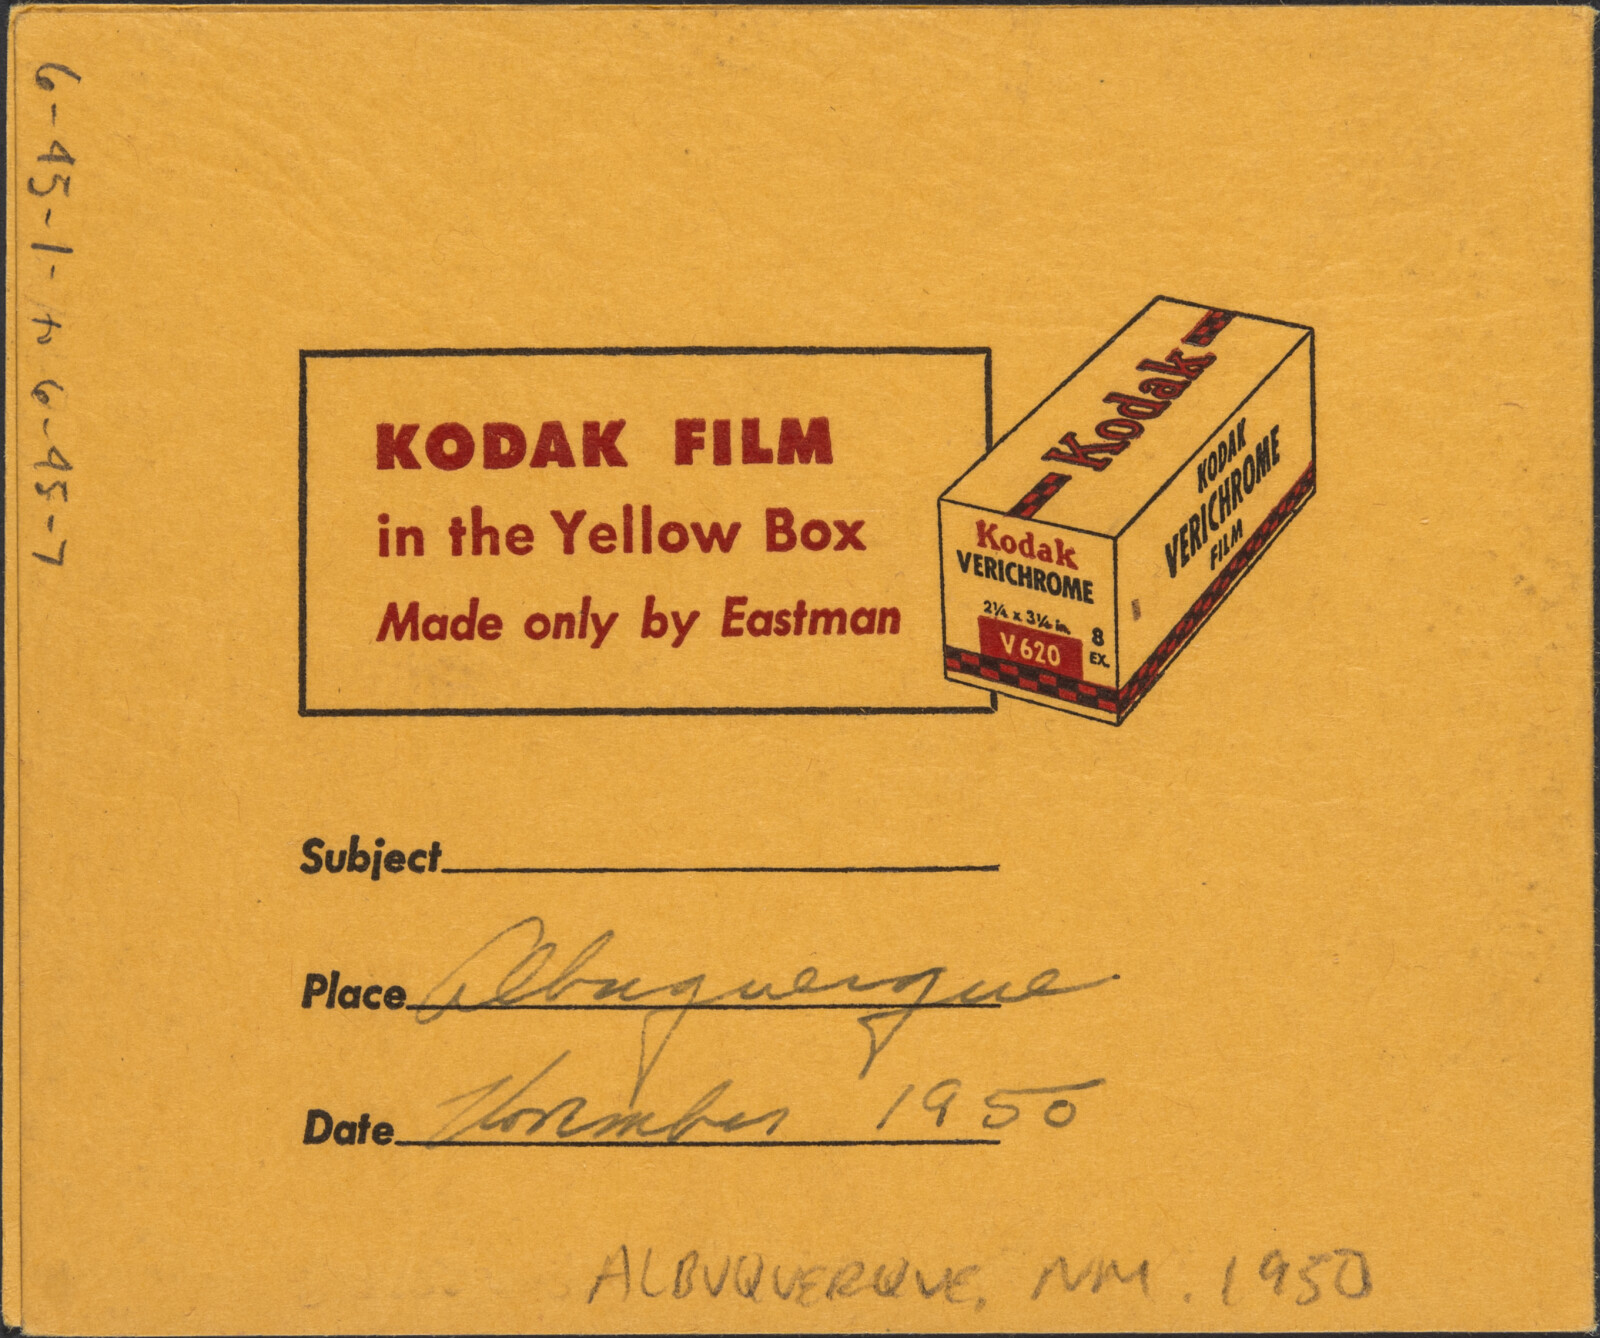 6-95-1- to 6-95-7
KODAK FILM
in the Yellow Box
Made only by Eastman
Kodak
KODAK
VERICHROME
FILM
Kodak
VERICHROME
2¼ x 3¼ in.
8
EX.
V620
Subject
Place Albuquerque
Date November 1950
ALBUQUERQUE, NM. 1950